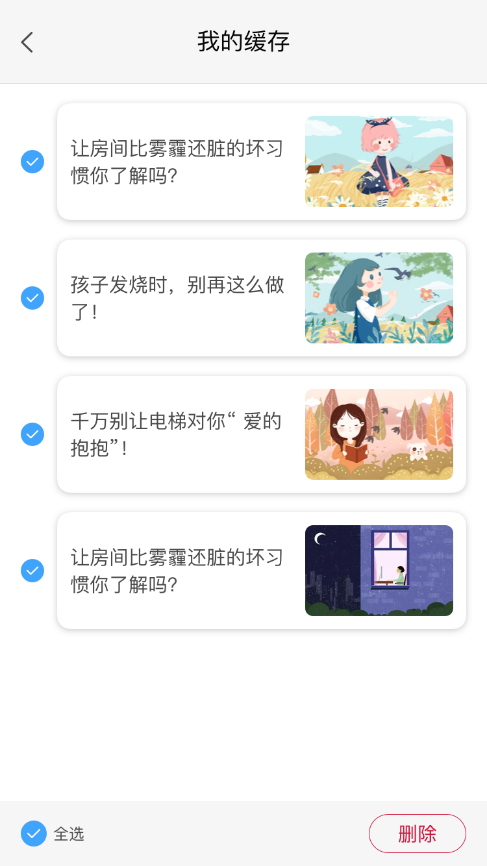 我的缓存
让房间比雾霾还脏的坏习
惯你了解吗?
孩子发烧时，别再这么做
了！
千万别让电梯对你“ 爱的
抱抱”！
让房间比雾霾还脏的坏习
惯你了解吗?
全选
删除